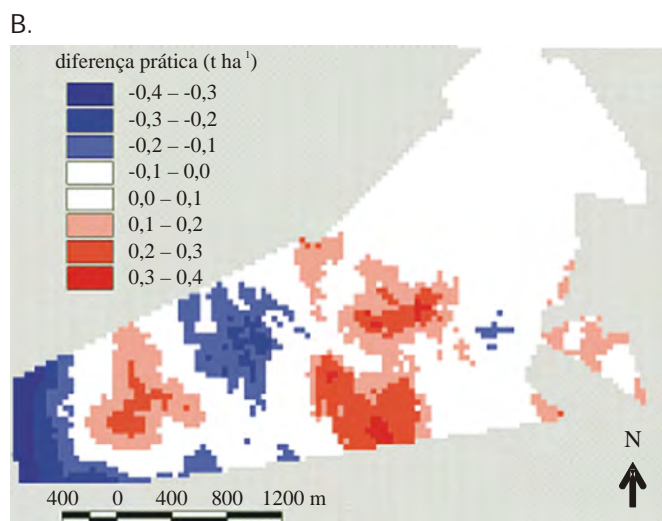 B.
diferença prática (t ha ¹)
-0,4 – -0,3
-0,3 – -0,2
-0,2 – -0,1
-0,1 – 0,0
0,0 – 0,1
0,1 – 0,2
0,2 – 0,3
0,3 – 0,4
N
400 0 400 800 1200 m